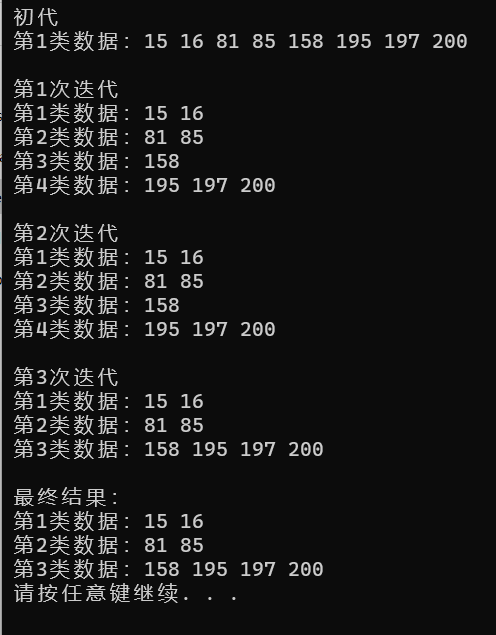 初代
第1类数据: 15 16 81 85 158 195 197 200
第1次迭代
第1类数据: 15 16
第2类数据: 81 85
第3类数据: 158
第4类数据: 195 197 200
第2次迭代
第1类数据: 15 16
第2类数据: 81 85
第3类数据: 158
第4类数据: 195 197 200
第3次迭代
第1类数据: 15 16
第2类数据: 81 85
第3类数据: 158 195 197 200
最终结果:
第1类数据: 15 16
第2类数据: 81 85
第3类数据: 158 195 197 200
请按任意键继续. . .